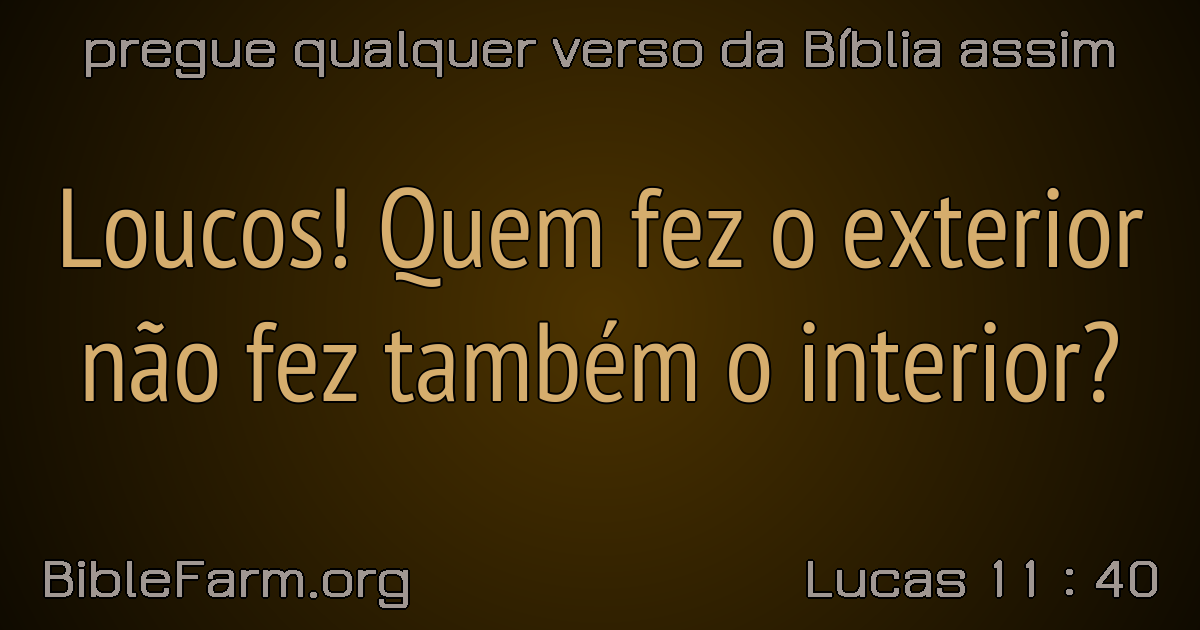 pregue qualquer verso da Bíblia assim
Loucos! Quem fez o exterior
não fez também o interior?
BibleFarm.org
Lucas 11 : 40